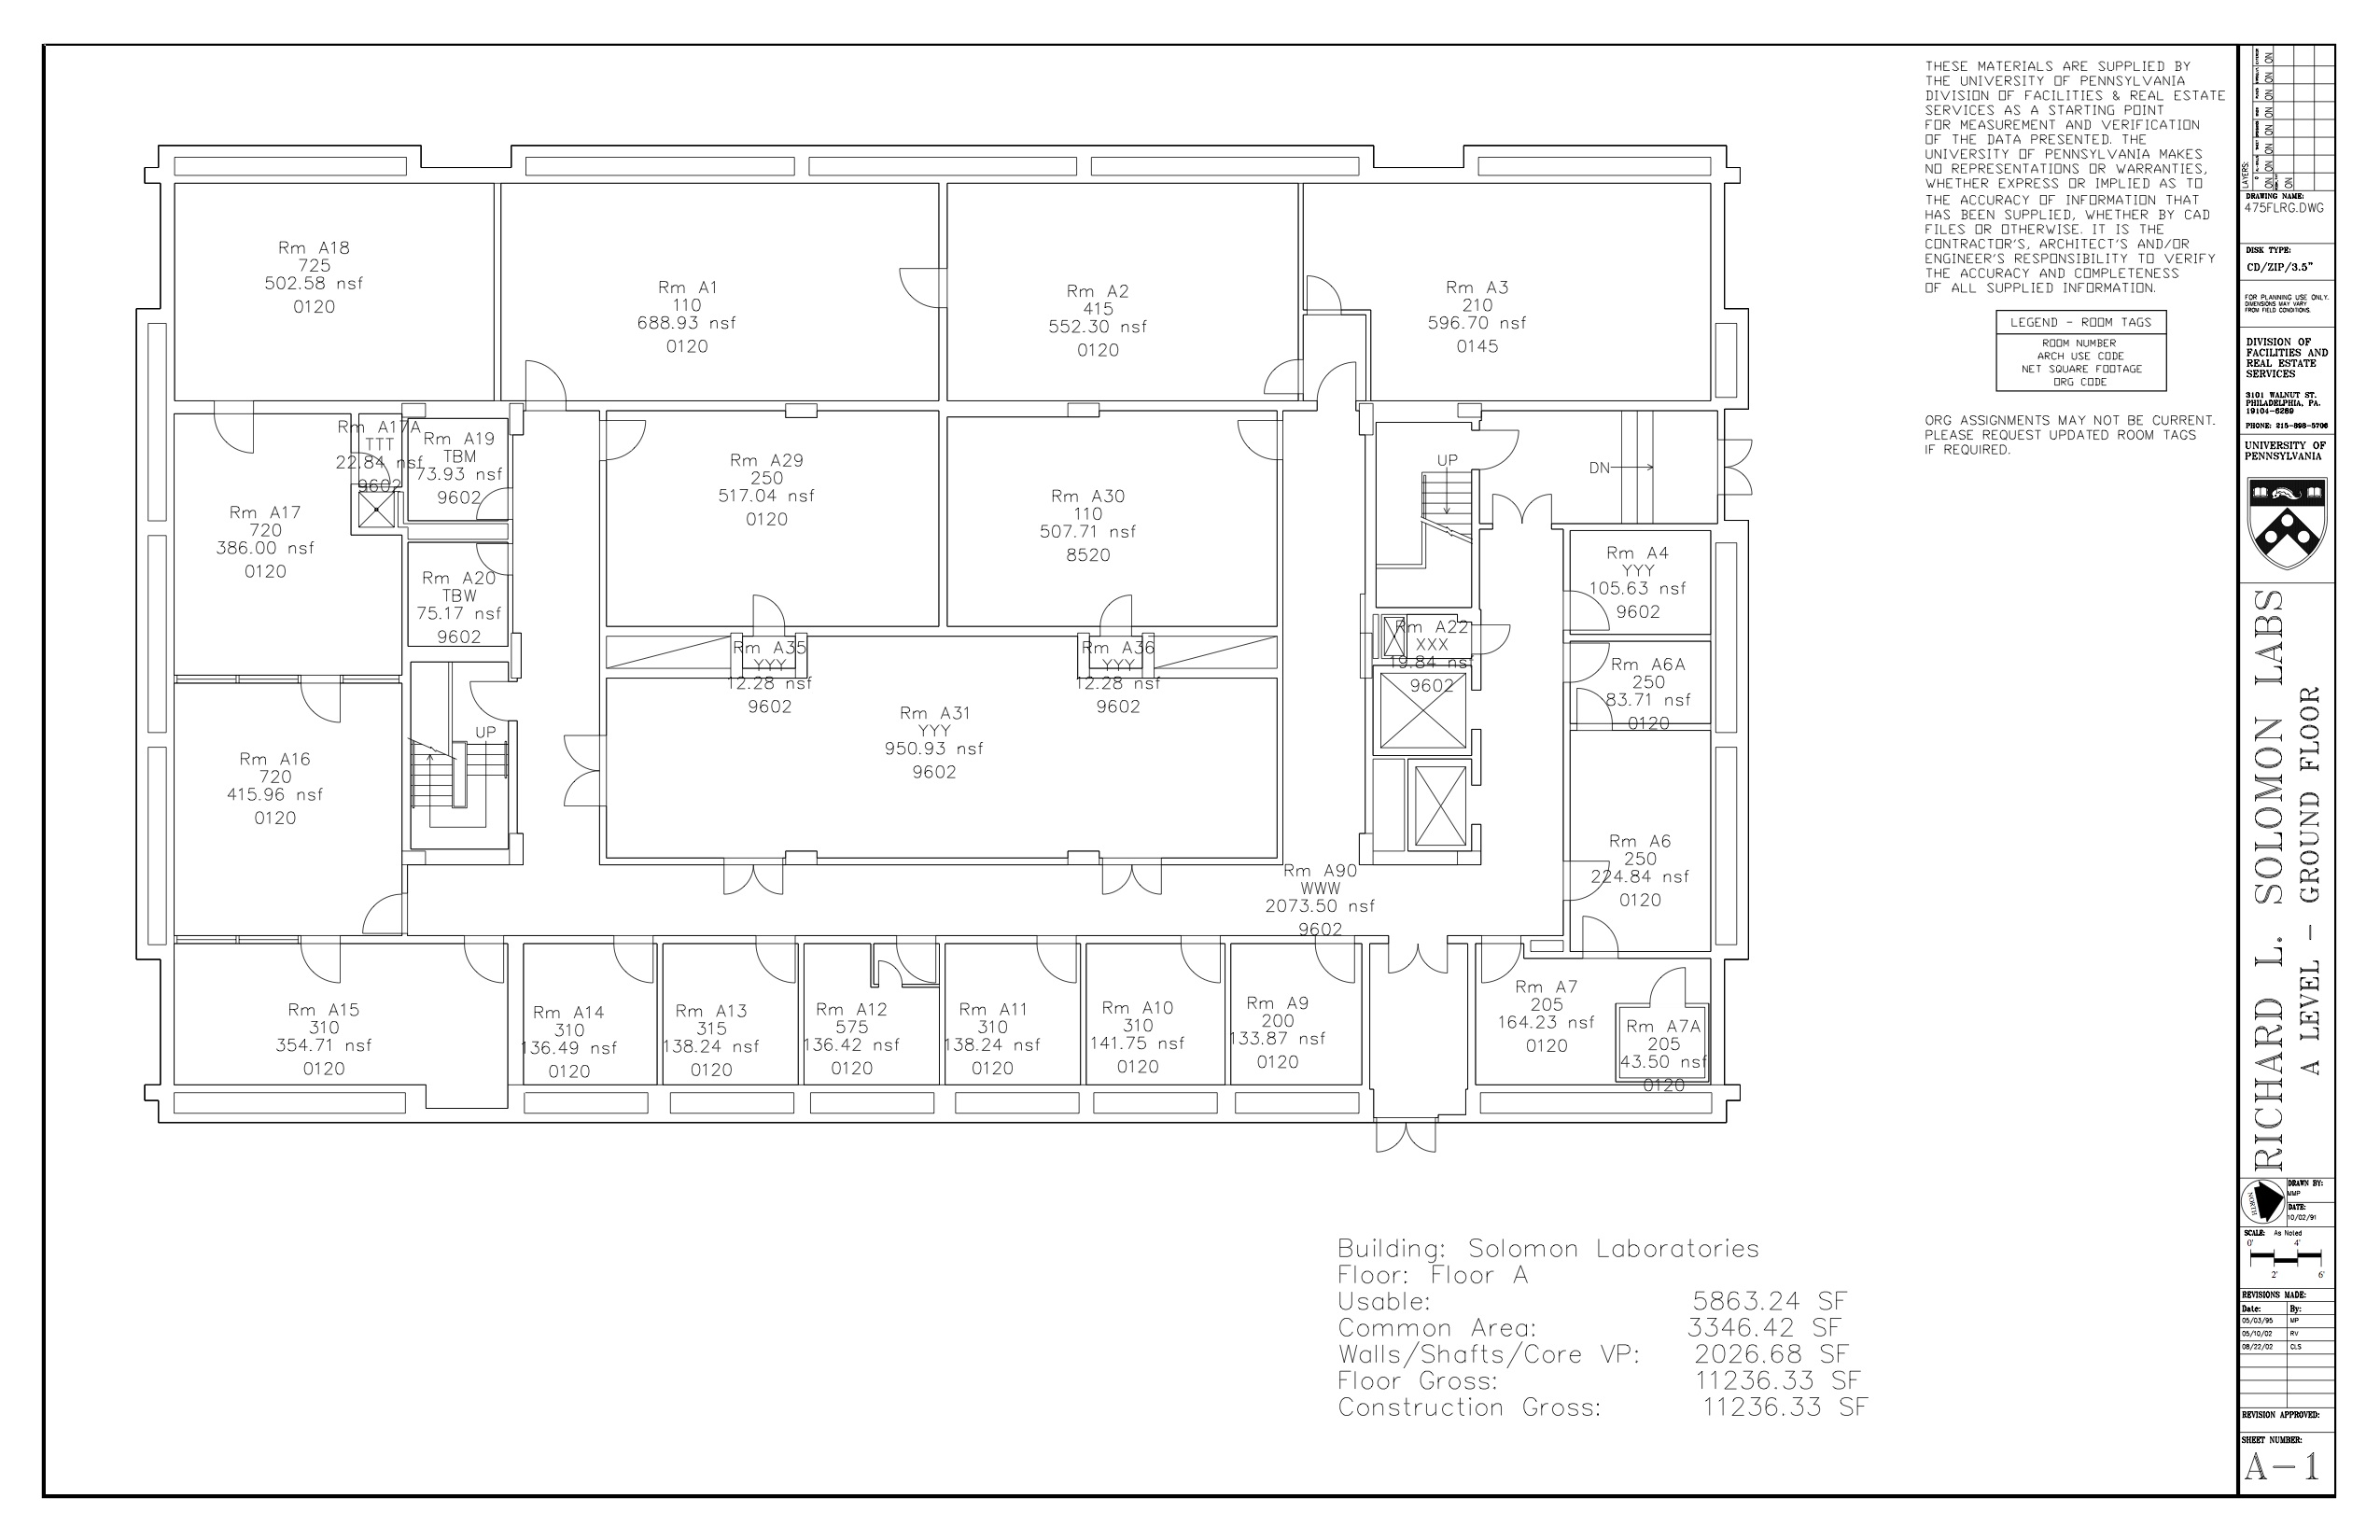 THESE MATERIALS ARE SUPPLIED BY
THE UNIVERSITY OF PENNSYLVANIA
DIVISION OF FACILITIES & REAL ESTATE
SERVICES AS A STARTING POINT
FOR MEASUREMENT AND VERIFICATION
OF THE DATA PRESENTED. THE
UNIVERSITY OF PENNSYLVANIA MAKES
NO REPRESENTATIONS OR WARRANTIES,
WHETHER EXPRESS OR IMPLIED AS TO
THE ACCURACY OF INFORMATION THAT
HAS BEEN SUPPLIED, WHETHER BY CAD
FILES OR OTHERWISE. IT IS THE
CONTRACTOR'S, ARCHITECT'S AND/OR
ENGINEER'S RESPONSIBILITY TO VERIFY
THE ACCURACY AND COMPLETENESS
OF ALL SUPPLIED INFORMATION.
LEGEND - ROOM TAGS
ROOM NUMBER
ARCH USE CODE
NET SQUARE FOOTAGE
ORG CODE
ORG ASSIGNMENTS MAY NOT BE CURRENT.
PLEASE REQUEST UPDATED ROOM TAGS
IF REQUIRED.
Rm A18
725
502.58 nsf
0120
Rm A1
110
688.93 nsf
0120
Rm A2
415
552.30 nsf
0120
Rm A3
210
596.70 nsf
0145
Rm A17A
TTT
22.84 nsf
9602
Rm A19
TBM
73.93 nsf
9602
Rm A17
720
386.00 nsf
0120
Rm A20
TBW
75.17 nsf
9602
Rm A29
250
517.04 nsf
0120
Rm A30
110
507.71 nsf
8520
UP
DN
Rm A4
YYY
105.63 nsf
9602
Rm A35
YYY
12.28 nsf
9602
Rm A36
YYY
12.28 nsf
9602
Rm A22
XXX
19.84 nsf
9602
Rm A6A
250
83.71 nsf
0120
Rm A31
YYY
950.93 nsf
9602
UP
Rm A16
720
415.96 nsf
0120
Rm A6
250
224.84 nsf
0120
Rm A90
WWW
2073.50 nsf
9602
Rm A15
310
354.71 nsf
0120
Rm A14
310
136.49 nsf
0120
Rm A13
315
138.24 nsf
0120
Rm A12
575
136.42 nsf
0120
Rm A11
310
138.24 nsf
0120
Rm A10
310
141.75 nsf
0120
Rm A9
200
133.87 nsf
0120
Rm A7
205
164.23 nsf
0120
Rm A7A
205
43.50 nsf
0120
Building: Solomon Laboratories
Floor: Floor A
Usable: 5863.24 SF
Common Area: 3346.42 SF
Walls/Shafts/Core VP: 2026.68 SF
Floor Gross: 11236.33 SF
Construction Gross: 11236.33 SF
LAYERS:
ON ON ON ON ON ON
ON
DRAWING NAME:
475FLRG.DWG
DISK TYPE:
CD/ZIP/3.5"
FOR PLANNING USE ONLY.
DIMENSIONS MAY VARY
FROM FIELD CONDITIONS.
DIVISION OF
FACILITIES AND
REAL ESTATE
SERVICES
3101 WALNUT ST.
PHILADELPHIA, PA.
19104-6289
PHONE: 215-898-5706
UNIVERSITY OF
PENNSYLVANIA
RICHARD L. SOLOMON LABS
A LEVEL - GROUND FLOOR
NORTH
DRAWN BY:
MMP
DATE:
10/02/91
SCALE: As Noted
0' 4'
2' 6'
REVISIONS MADE:
Date: By:
05/03/95 MP
05/10/02 RV
08/22/02 CLS
REVISION APPROVED:
SHEET NUMBER:
A-1